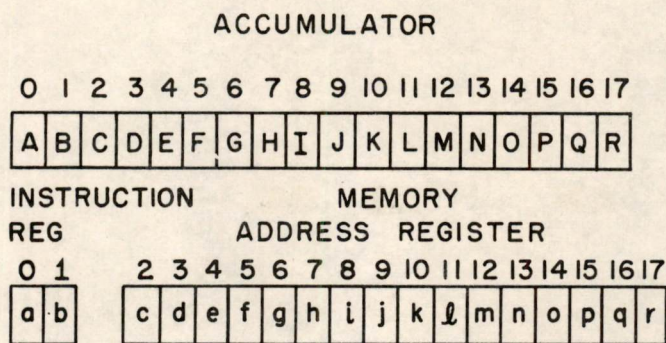 ACCUMULATOR
0 1 2 3 4 5 6 7 8 9 10 11 12 13 14 15 16 17
A B C D E F G H I J K L M N O P Q R
INSTRUCTION MEMORY
REG ADDRESS REGISTER
0 1 2 3 4 5 6 7 8 9 10 11 12 13 14 15 16 17
a b c d e f g h i j k l m n o p q r